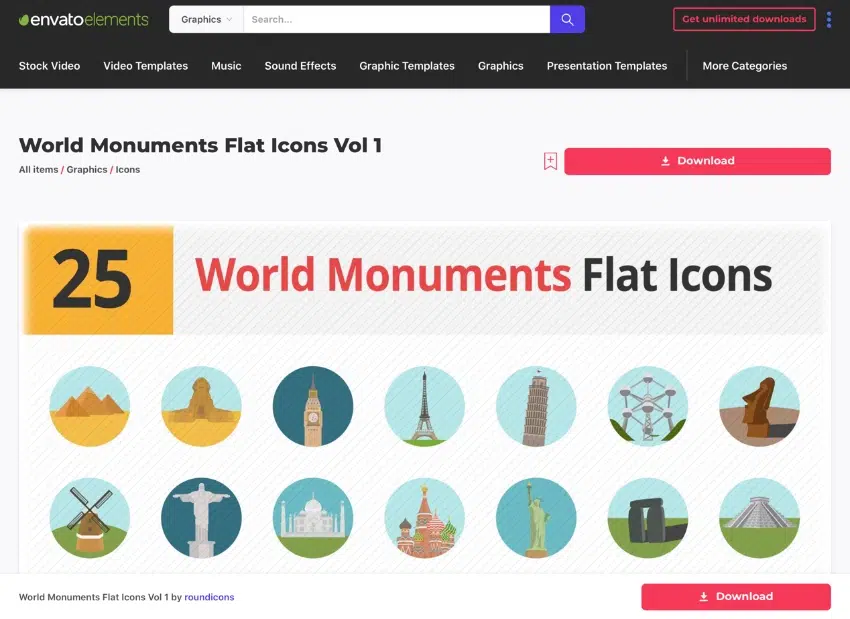 envatoelements
Graphics
Search...
Get unlimited downloads
Stock Video
Video Templates
Music
Sound Effects
Graphic Templates
Graphics
Presentation Templates
More Categories
World Monuments Flat Icons Vol 1
All items / Graphics / Icons
Download
25
World Monuments Flat Icons
World Monuments Flat Icons Vol 1 by roundicons
Download